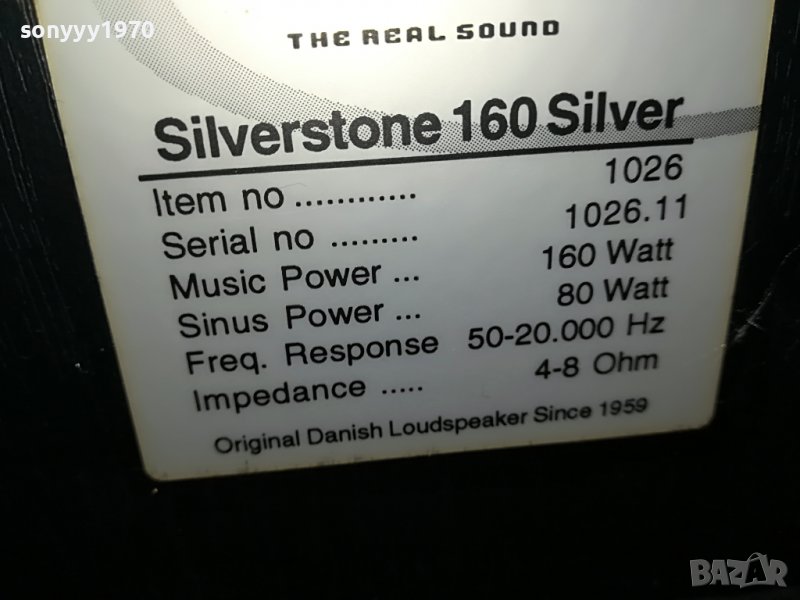 sonyyy1970
THE REAL SOUND
Silverstone 160 Silver
Item no ............ 1026
Serial no ......... 1026.11
Music Power ... 160 Watt
Sinus Power ... 80 Watt
Freq. Response 50-20.000 Hz
Impedance ..... 4-8 Ohm
Original Danish Loudspeaker Since 1959
BAZAR